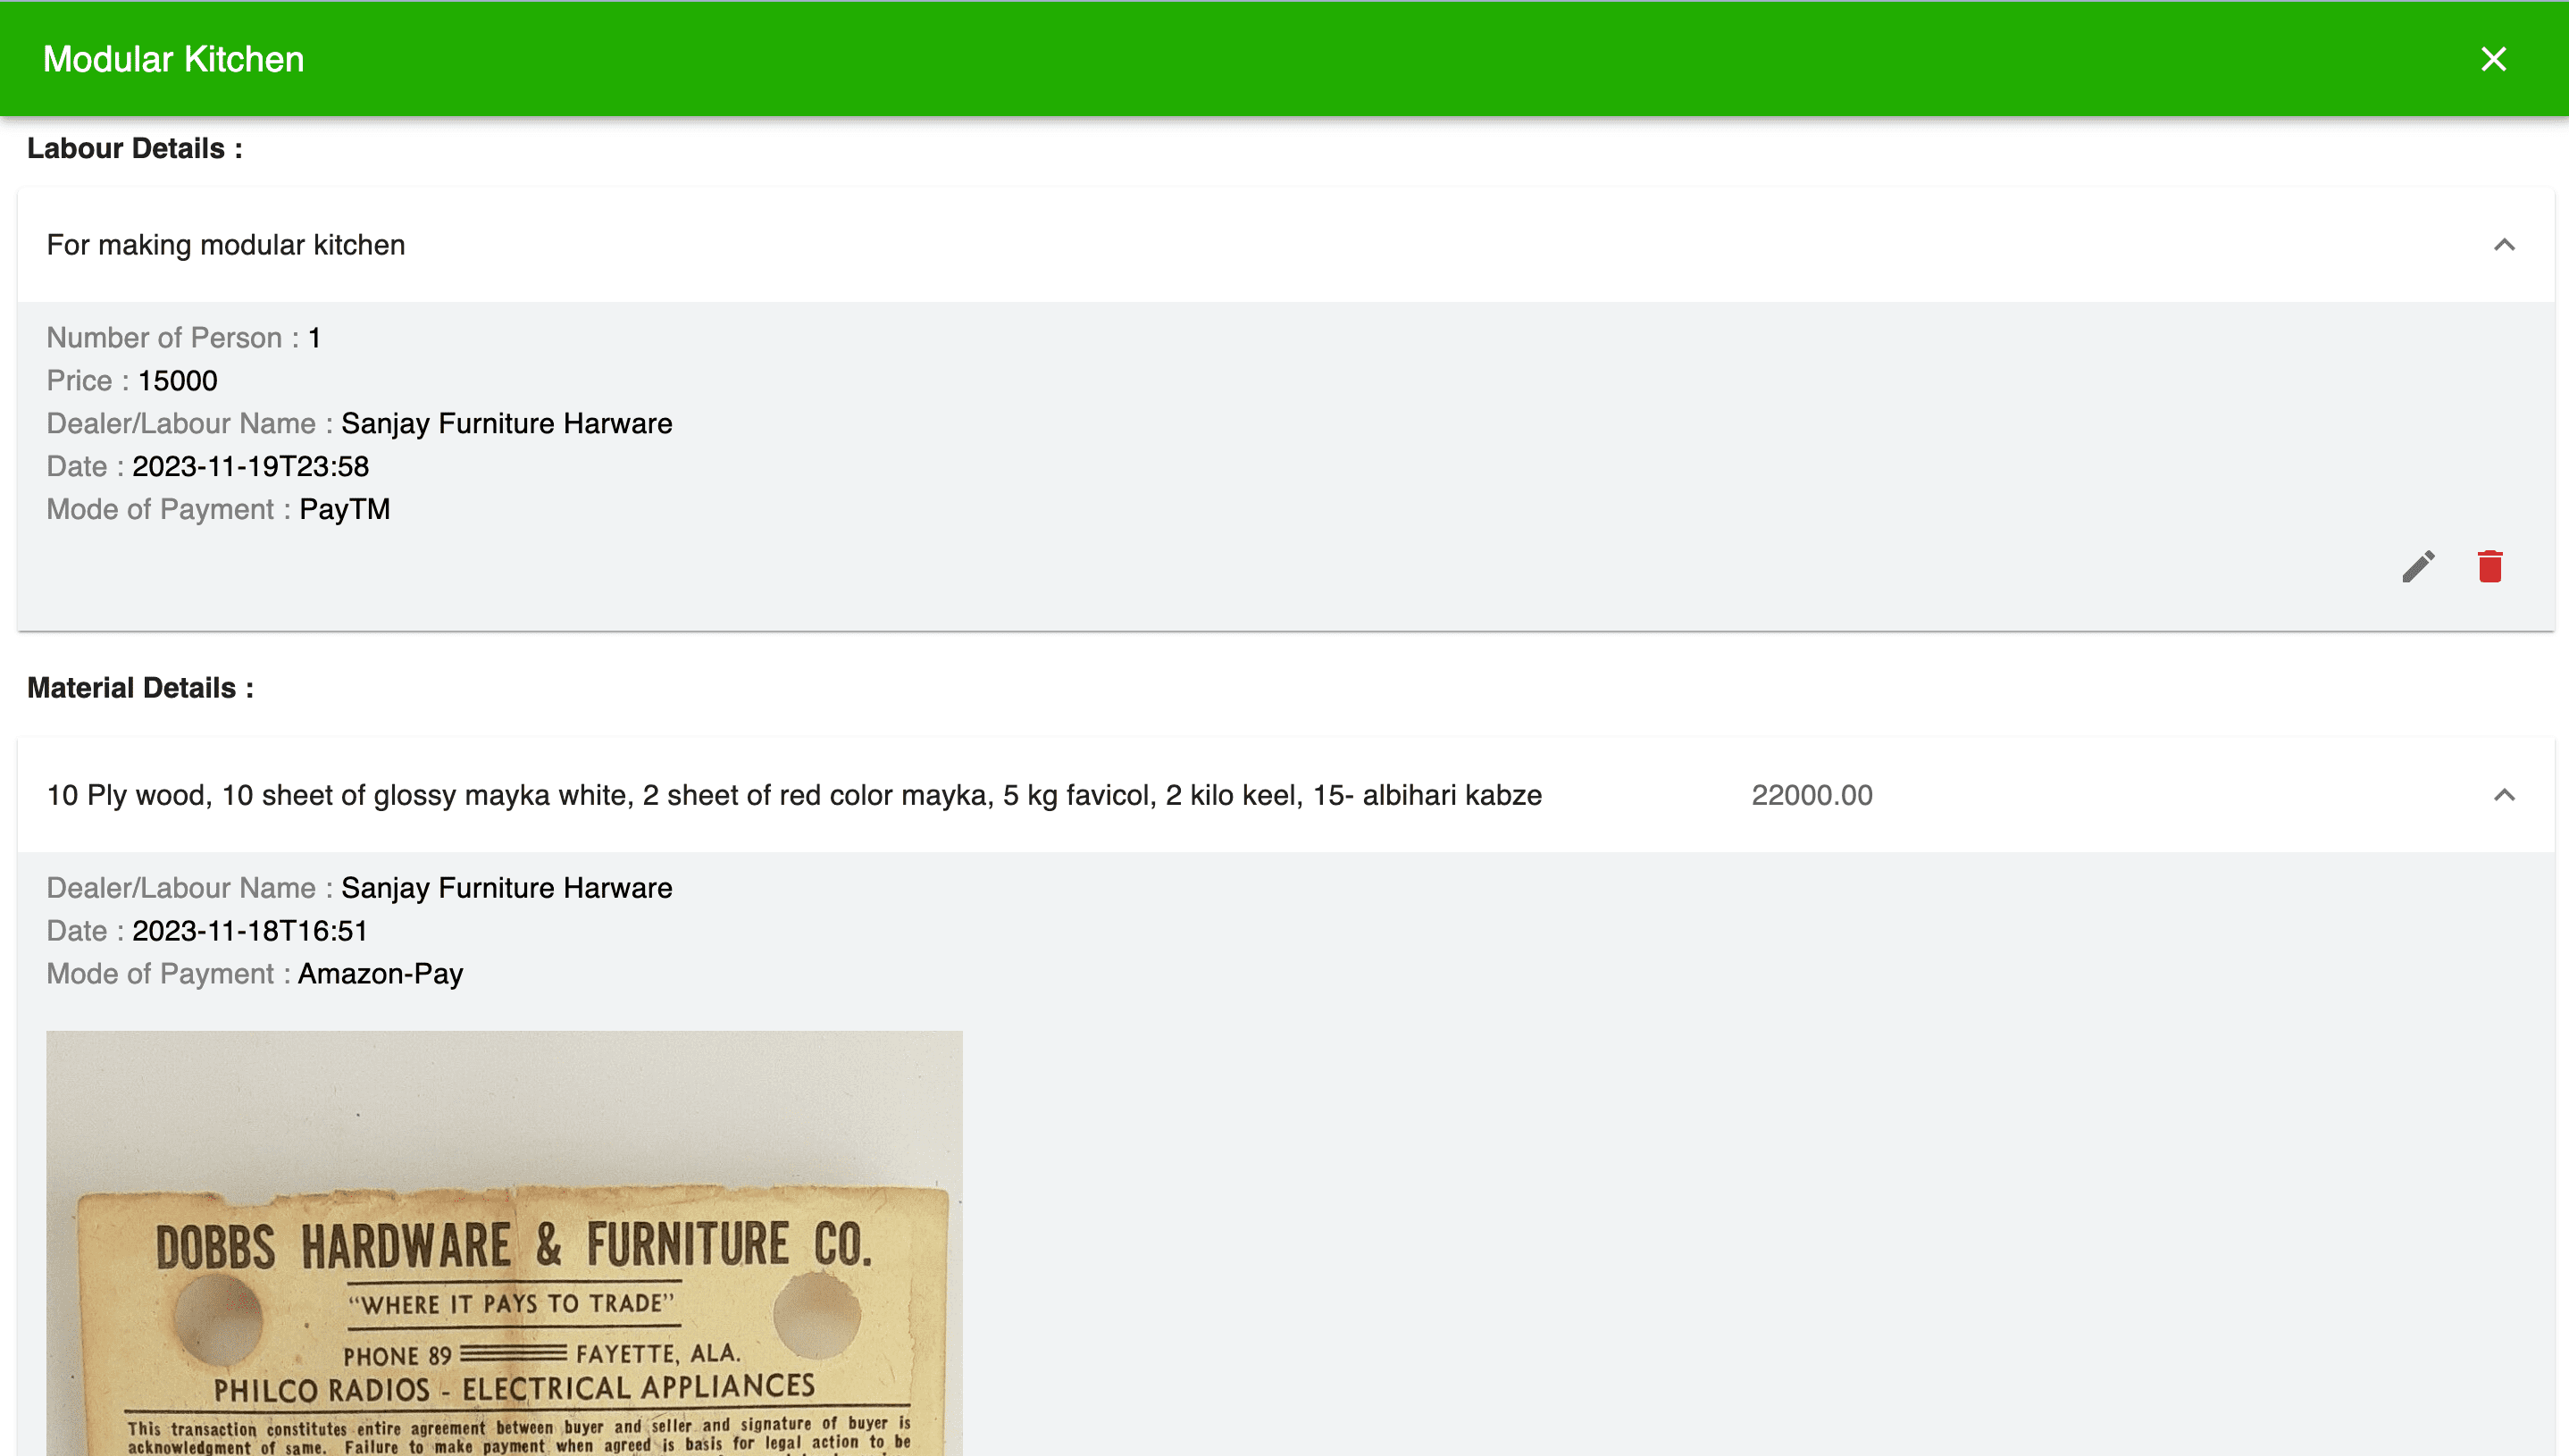 Modular Kitchen
Labour Details :
For making modular kitchen
Number of Person : 1
Price : 15000
Dealer/Labour Name : Sanjay Furniture Harware
Date : 2023-11-19T23:58
Mode of Payment : PayTM
Material Details :
10 Ply wood, 10 sheet of glossy mayka white, 2 sheet of red color mayka, 5 kg favicol, 2 kilo keel, 15- albihari kabze 22000.00
Dealer/Labour Name : Sanjay Furniture Harware
Date : 2023-11-18T16:51
Mode of Payment : Amazon-Pay
DOBBS HARDWARE & FURNITURE CO.
“WHERE IT PAYS TO TRADE”
PHONE 89 FAYETTE, ALA.
PHILCO RADIOS - ELECTRICAL APPLIANCES
This transaction constitutes entire agreement between buyer and seller and signature of buyer is
acknowledgment of same. Failure to make payment when agreed is basis for legal action to be